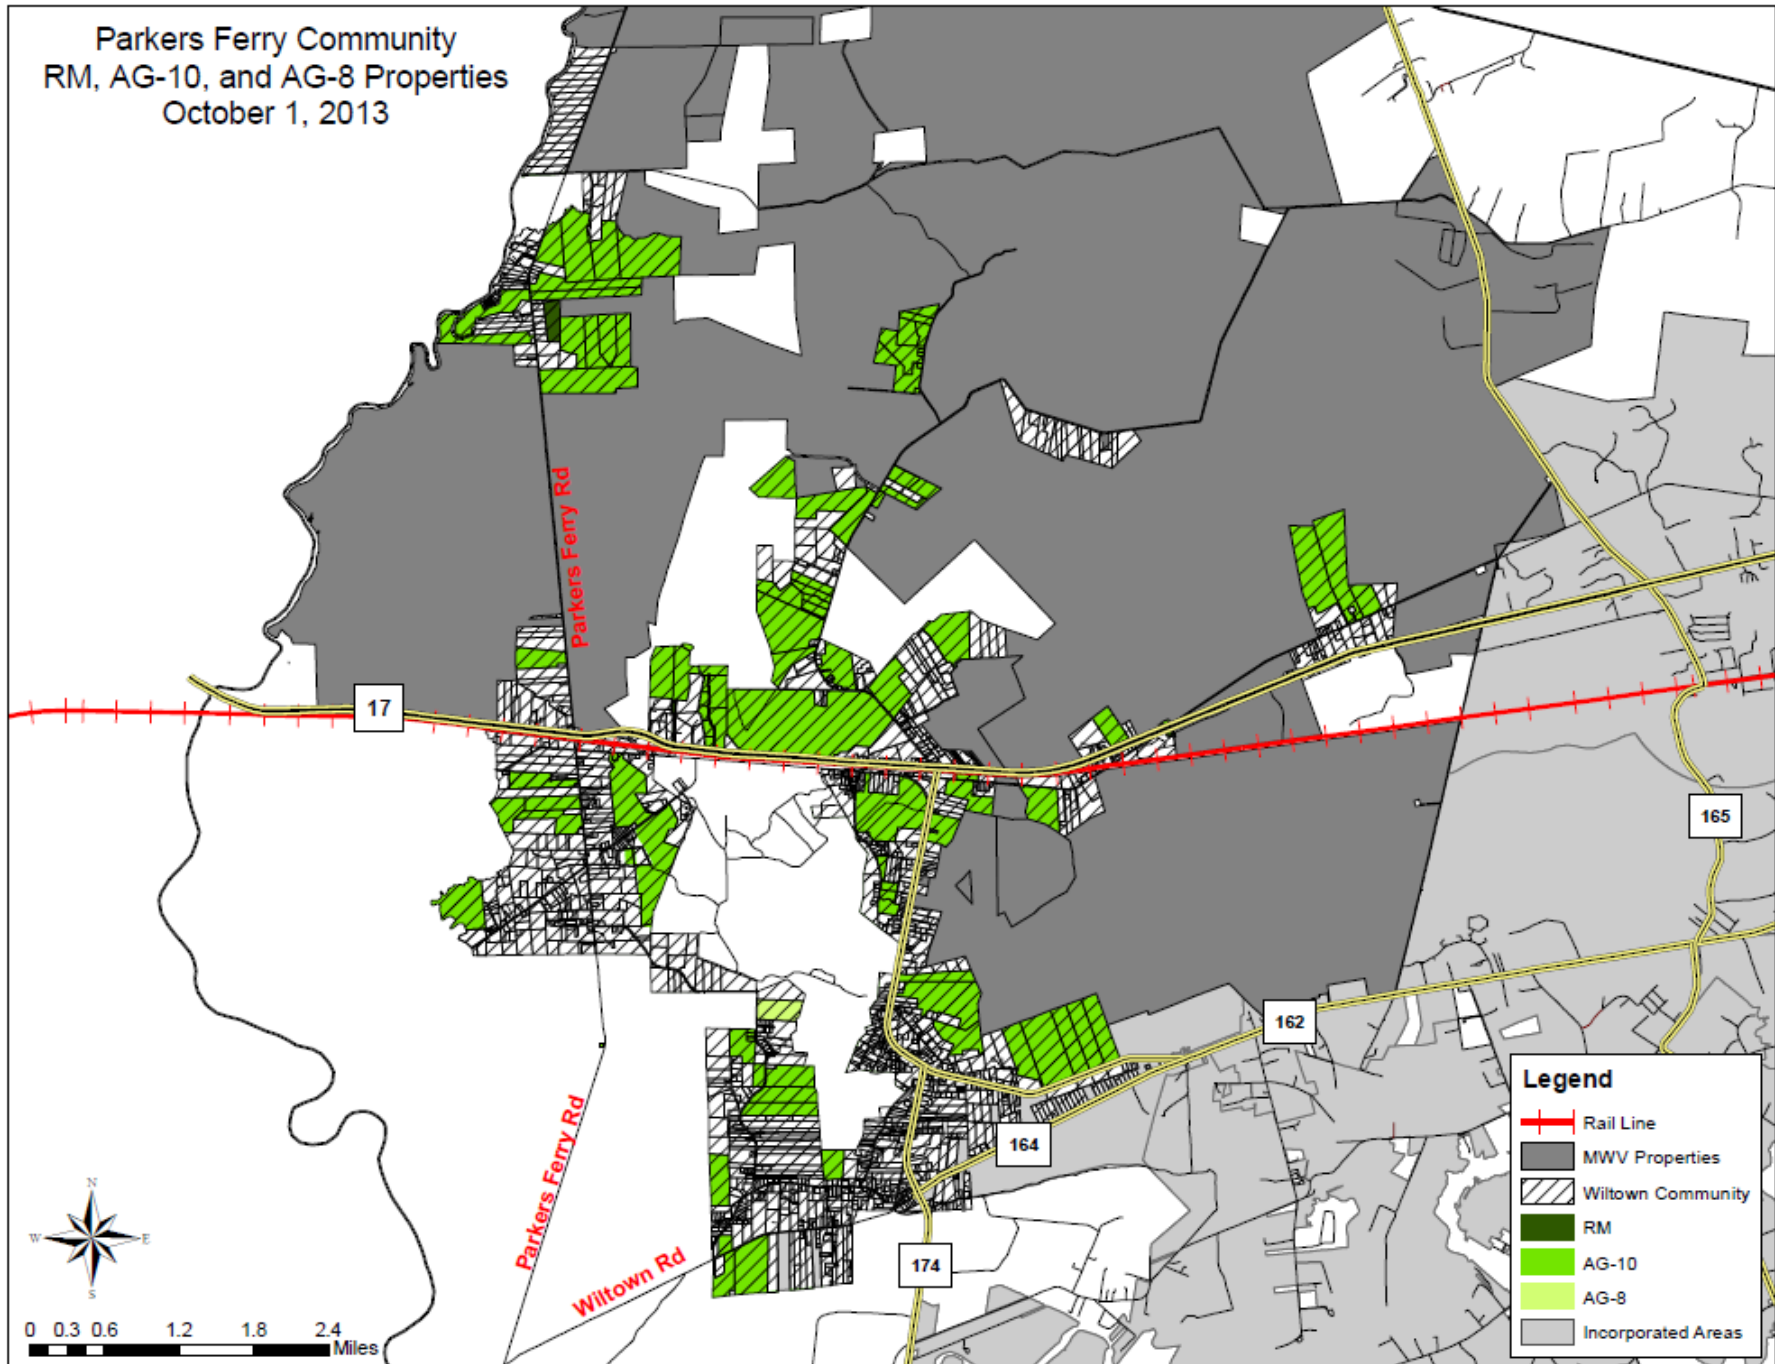 Parkers Ferry Community
RM, AG-10, and AG-8 Properties
October 1, 2013
Parkers Ferry Rd
17
165
162
164
174
Parkers Ferry Rd
Wiltown Rd
N
W
E
S
0 0.3 0.6 1.2 1.8 2.4
Miles
Legend
Rail Line
MWV Properties
Wiltown Community
RM
AG-10
AG-8
Incorporated Areas